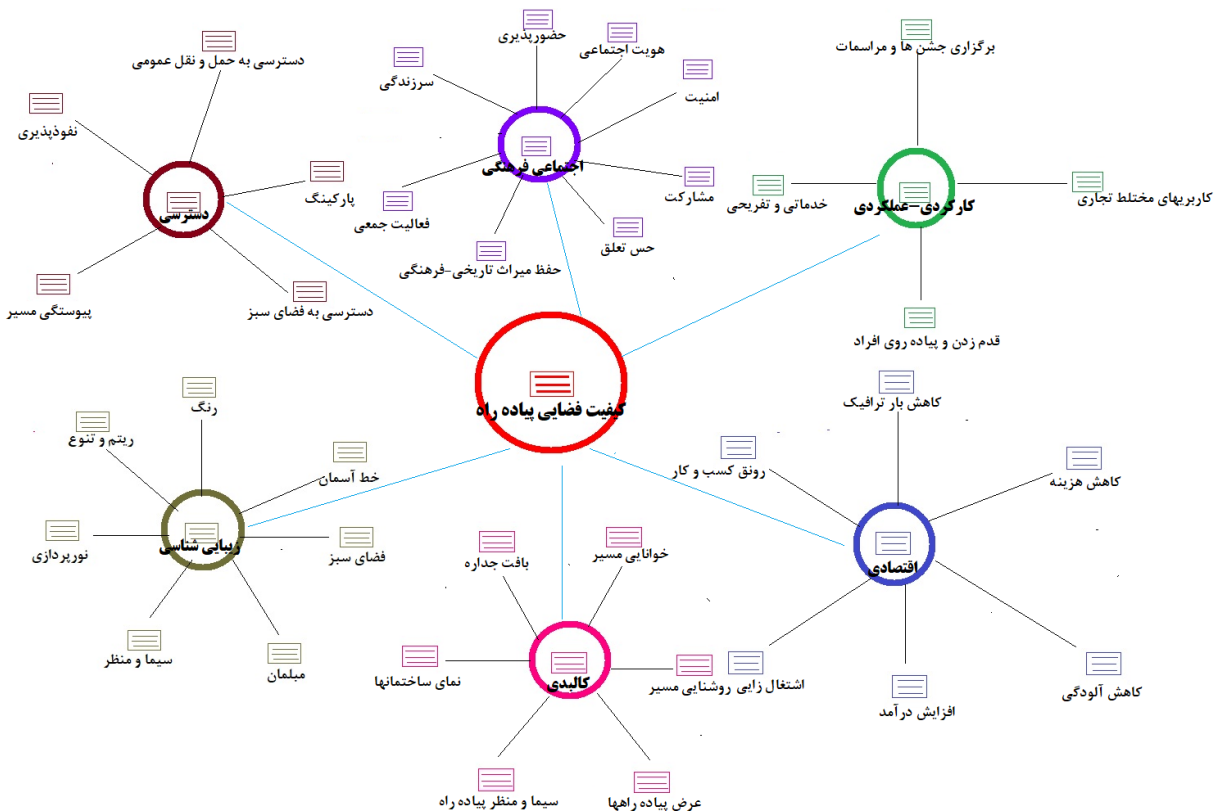 حضورپذیری
هویت اجتماعی
برگزاری جشن ها و مراسمات
دسترسی به حمل و نقل عمومی
سرزندگی
امنیت
نفوذپذیری
اجتماعی فرهنگی
پارکینگ
مشارکت
دسترسی
فعالیت جمعی
خدماتی و تفریحی
کارکردی-عملکردی
کاربریهای مختلط تجاری
حس تعلق
حفظ میراث تاریخی-فرهنگی
پیوستگی مسیر
دسترسی به فضای سبز
قدم زدن و پیاده روی افراد
کیفیت فضایی پیاده راه
کاهش بار ترافیک
رنگ
ریتم و تنوع
خط آسمان
رونق کسب و کار
کاهش هزینه
زیبایی شناسی
نورپردازی
فضای سبز
بافت جداره
خوانایی مسیر
اقتصادی
سیما و منظر
مبلمان
نمای ساختمانها
کالبدی
روشنایی مسیر
اشتغال زایی
افزایش درآمد
کاهش آلودگی
سیما و منظر پیاده راه
عرض پیاده راهها